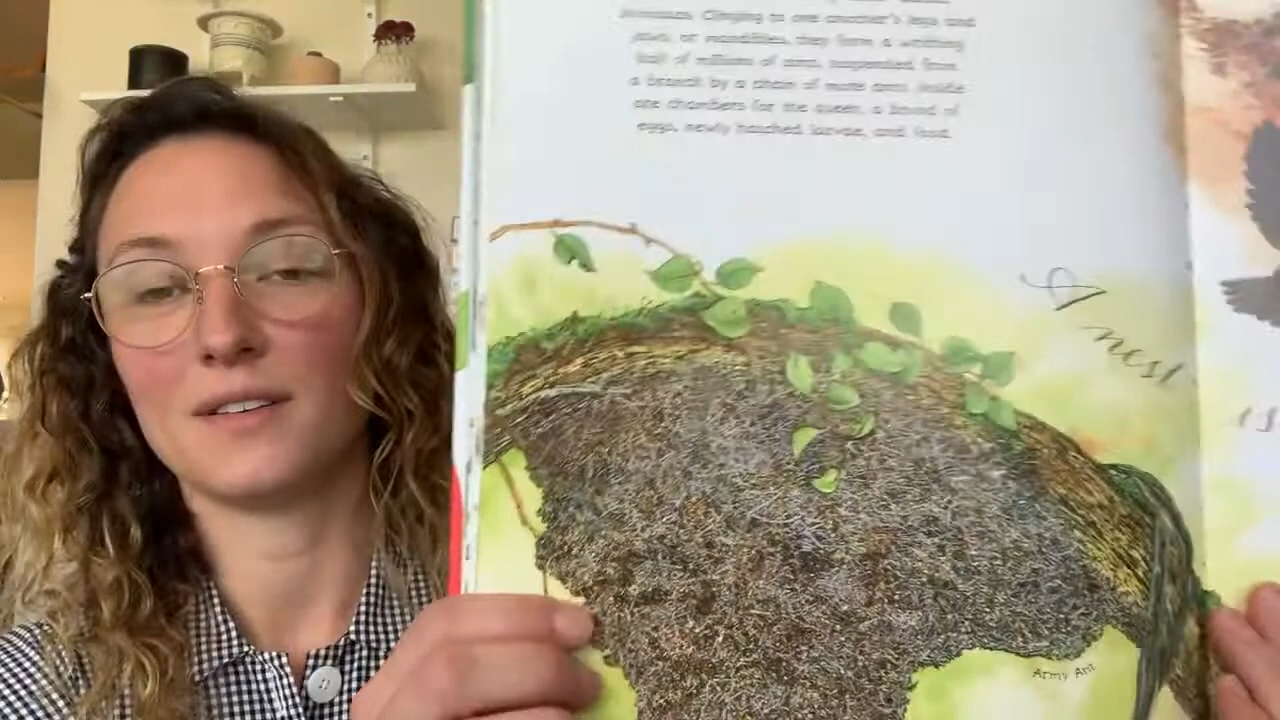 invasion. Clinging to one another's legs and
jaws, or mandibles, they form a writhing
ball of millions of ants, suspended from
a branch by a chain of more ants. Inside
are chambers for the queen, a brood of
eggs, newly hatched larvae, and food.
A nest
is
Army Ant